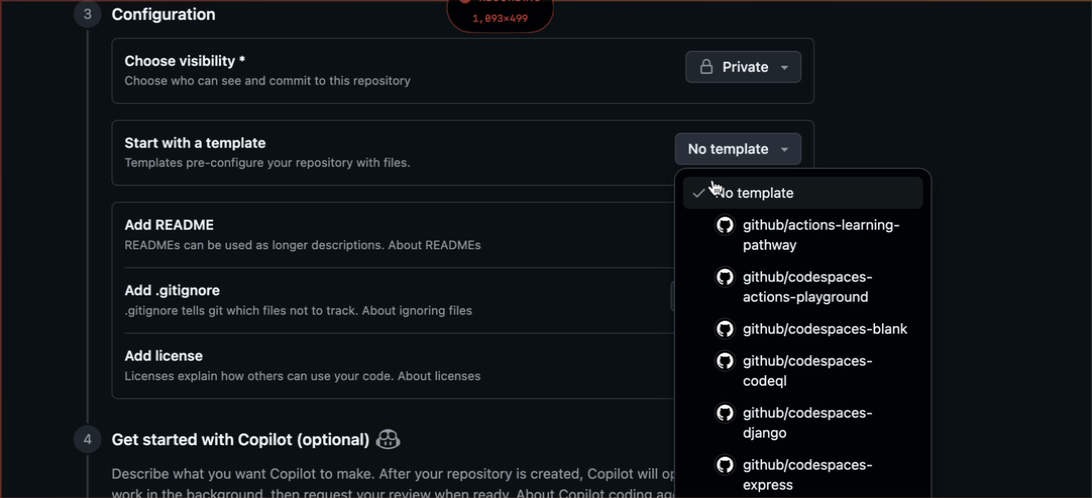 1,093×499
3 Configuration
Choose visibility *
Choose who can see and commit to this repository
Private
Start with a template
Templates pre-configure your repository with files.
No template
No template
github/actions-learning-
pathway
github/codespaces-
actions-playground
github/codespaces-blank
github/codespaces-
codeql
github/codespaces-
django
github/codespaces-
express
Add README
READMEs can be used as longer descriptions. About READMEs
Add .gitignore
.gitignore tells git which files not to track. About ignoring files
Add license
Licenses explain how others can use your code. About licenses
4 Get started with Copilot (optional)
Describe what you want Copilot to make. After your repository is created, Copilot will
work in the background, then request your review when ready. About Copilot coding